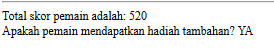 Total skor pemain adalah: 520
Apakah pemain mendapatkan hadiah tambahan? YA